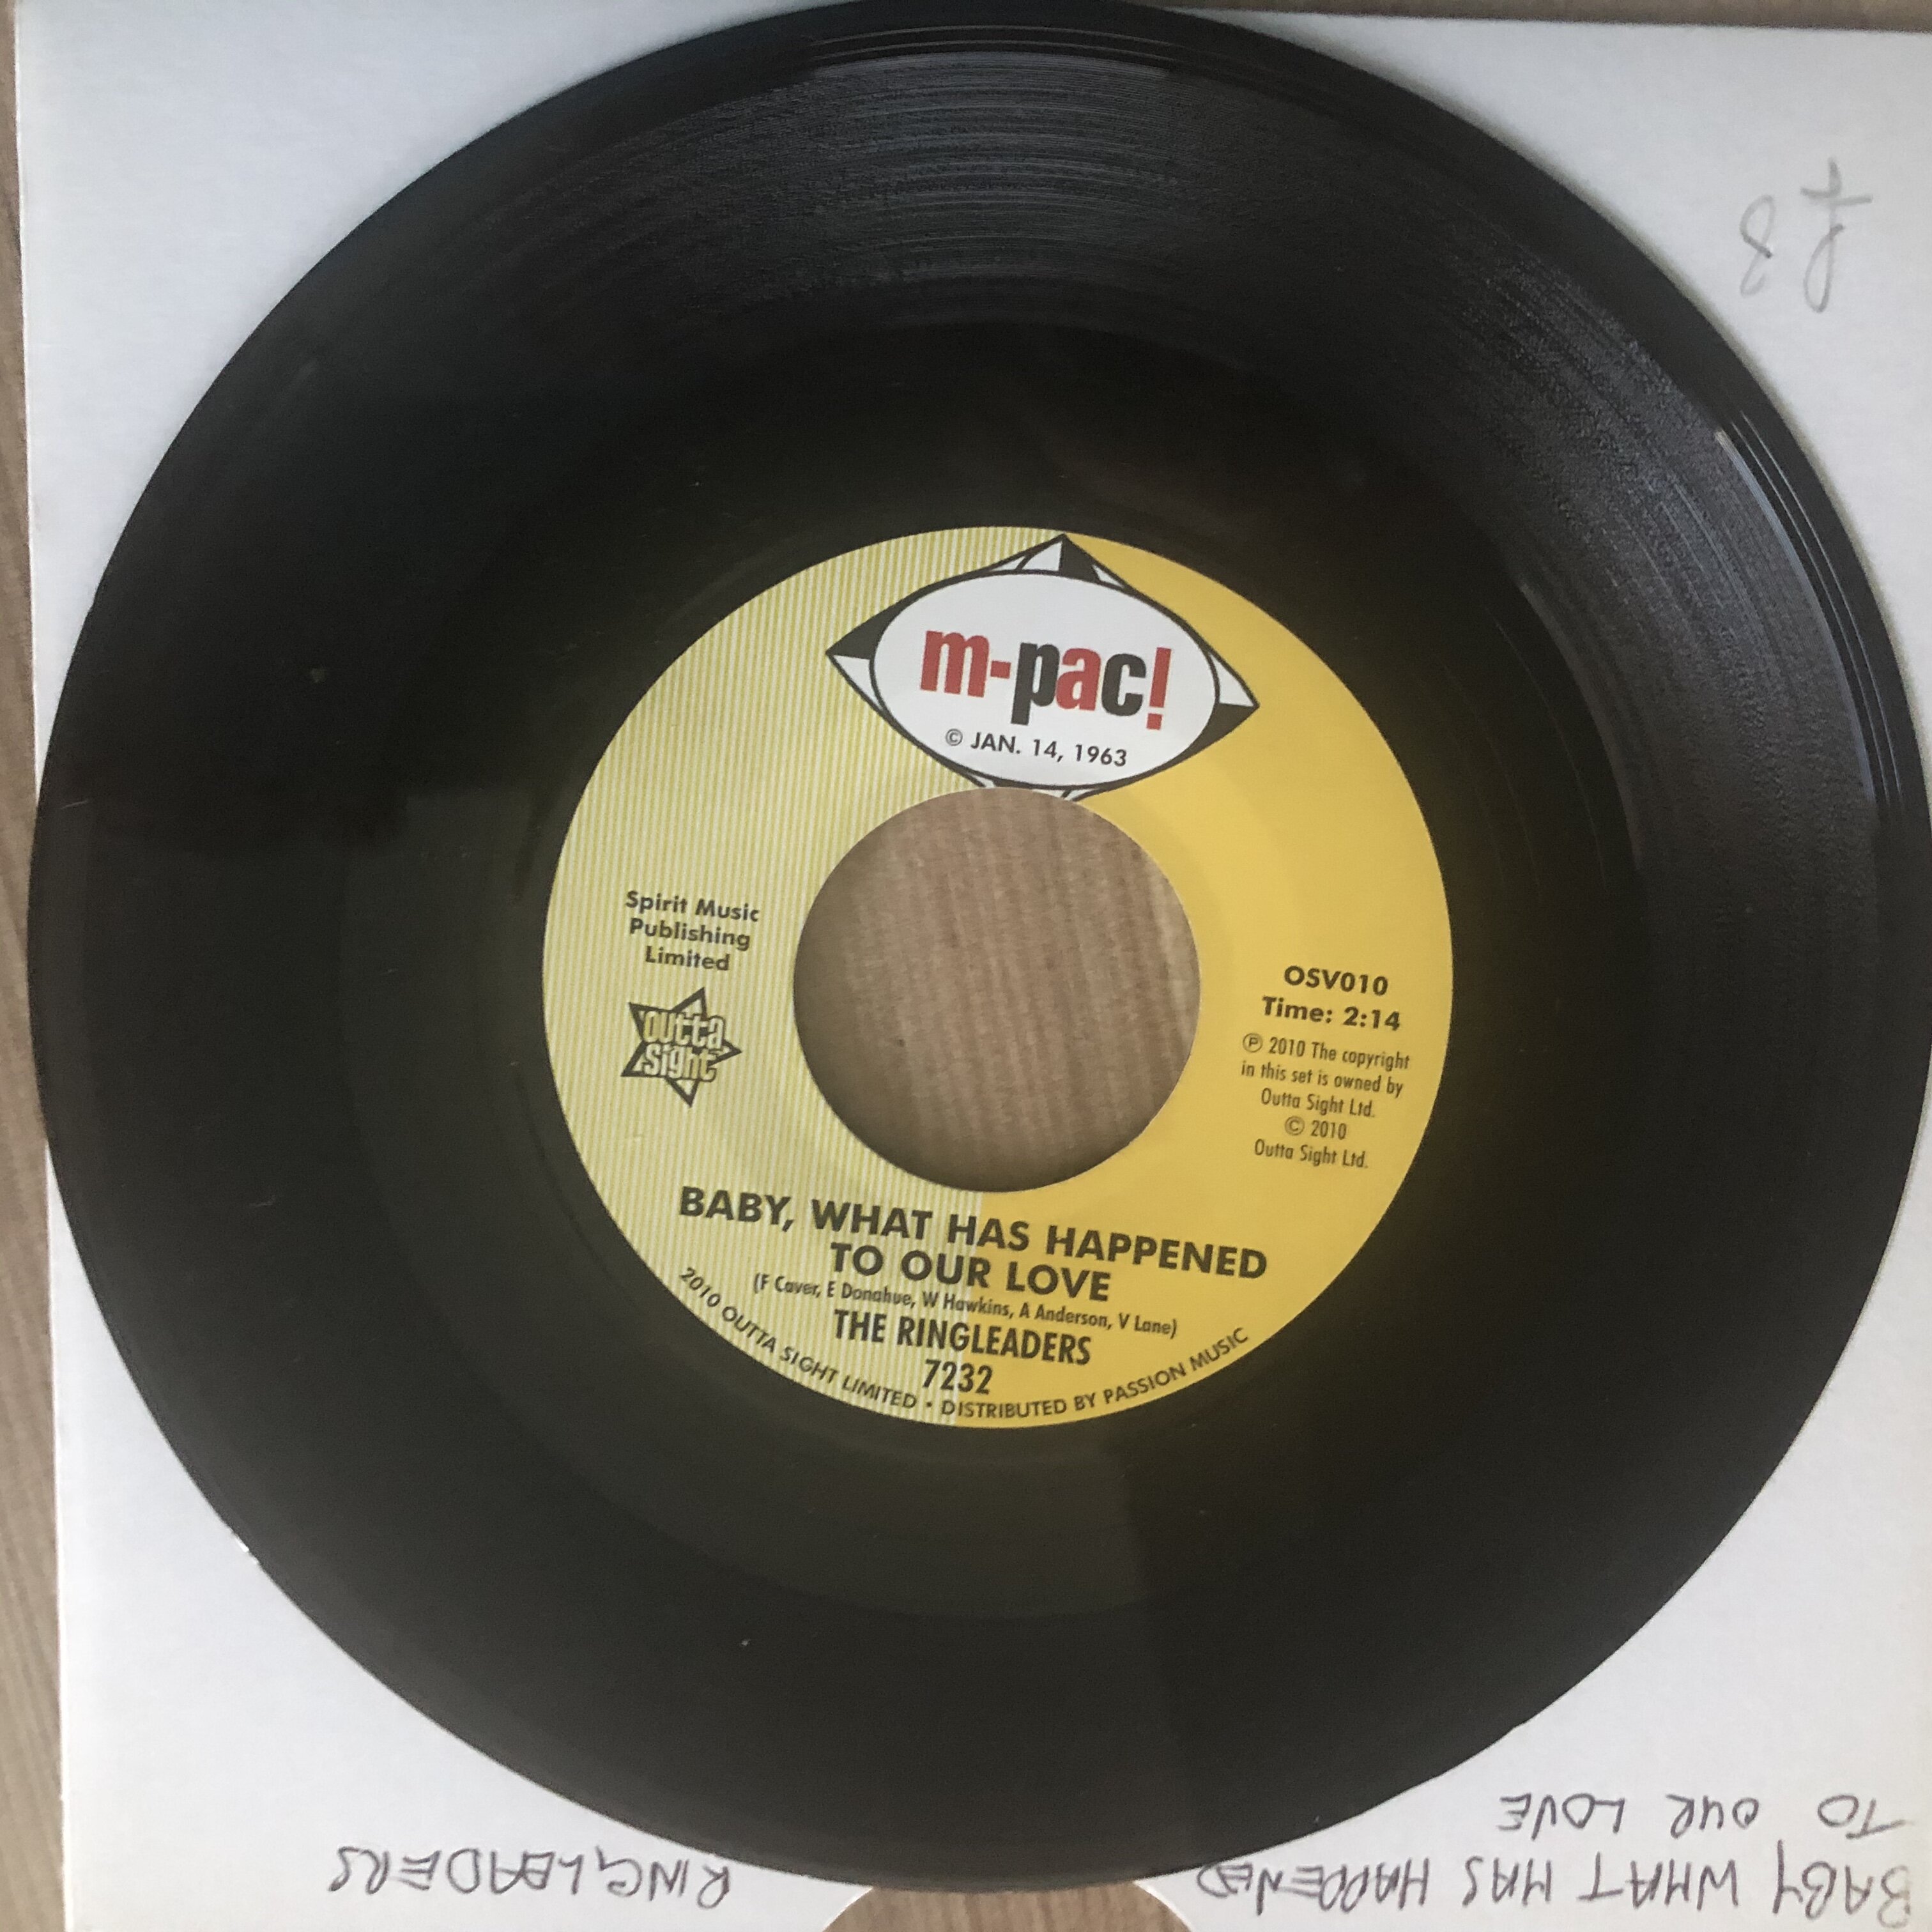 £8
m-pac!
© JAN. 14, 1963
Spirit Music
Publishing
Limited
outta
sight
OSV010
Time: 2:14
℗ 2010 The copyright
in this set is owned by
Outta Sight Ltd.
© 2010
Outta Sight Ltd.
BABY, WHAT HAS HAPPENED
TO OUR LOVE
(F Caver, E Donahue, W Hawkins, A Anderson, V Lane)
THE RINGLEADERS
7232
2010 OUTTA SIGHT LIMITED • DISTRIBUTED BY PASSION MUSIC
BABY WHAT HAS HAPPENED
TO OUR LOVE
RINGLEADERS